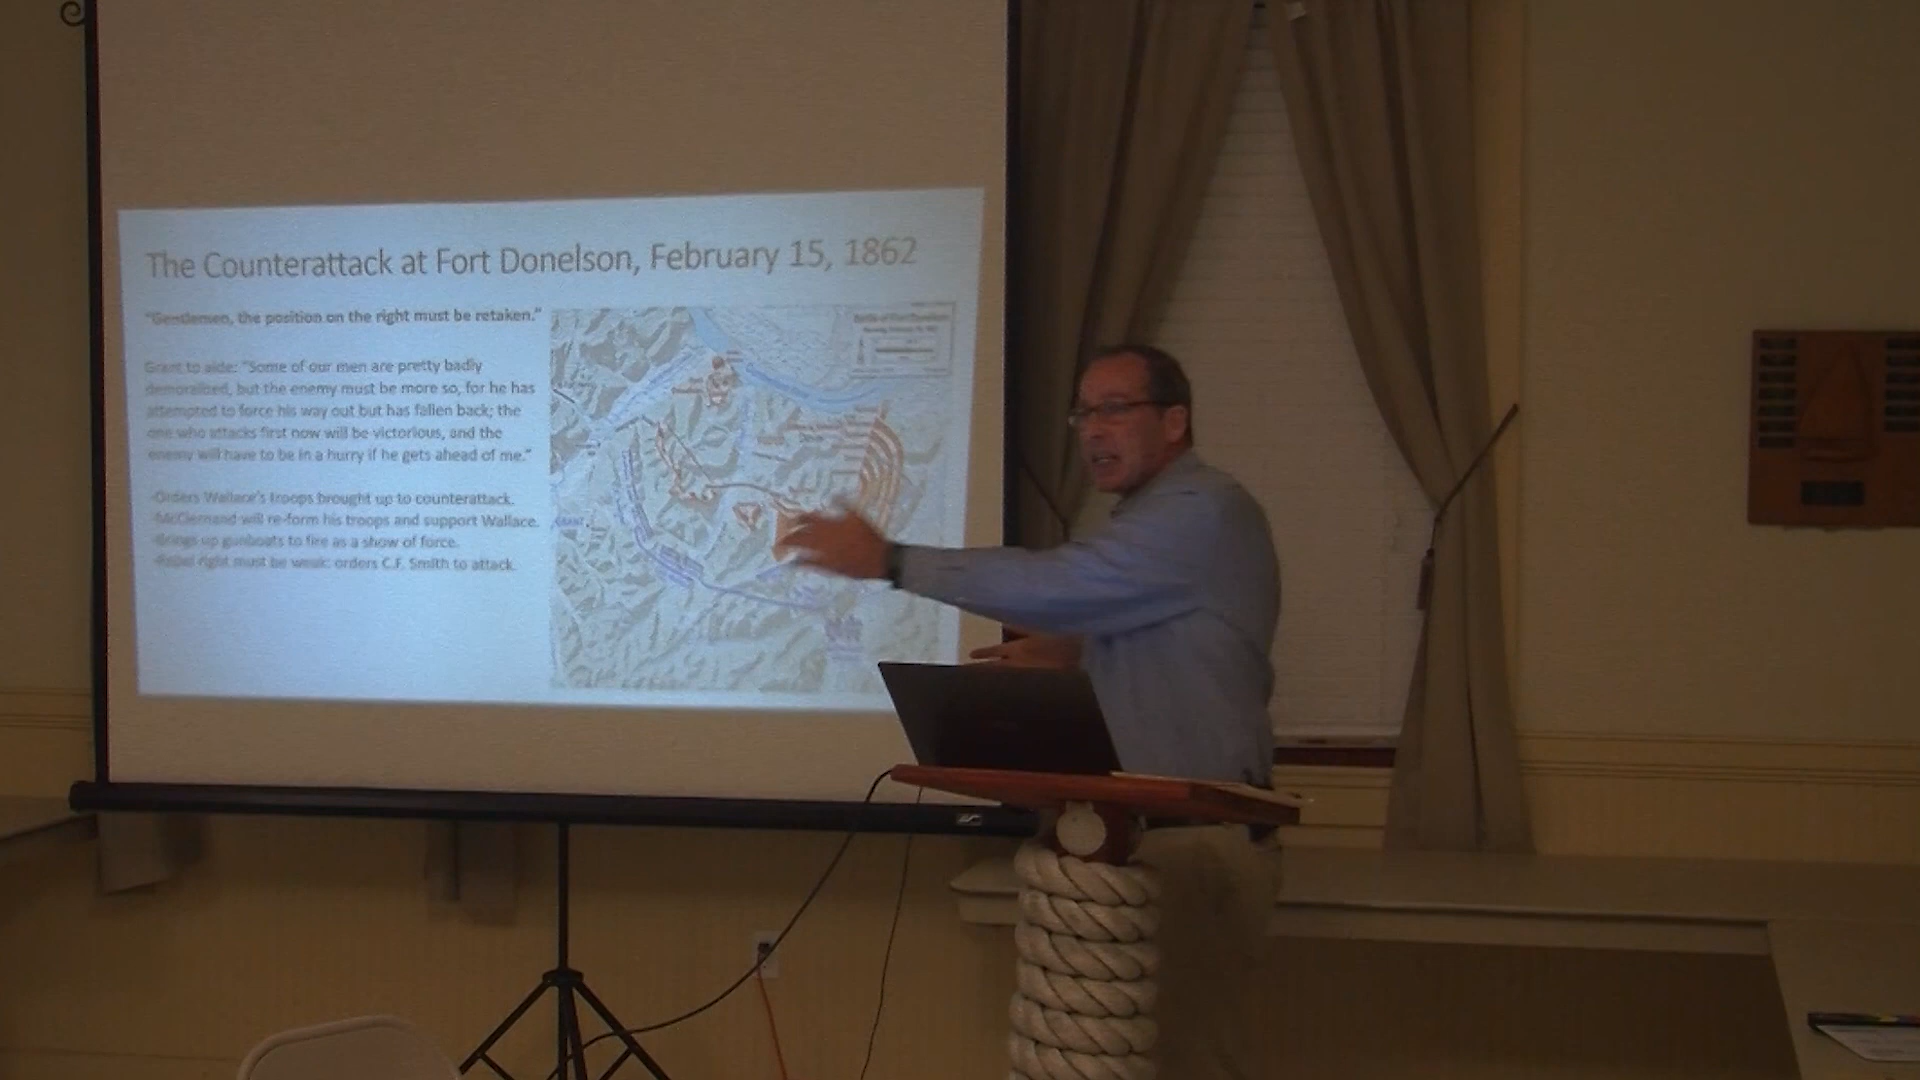 The Counterattack at Fort Donelson, February 15, 1862
"Gentlemen, the position on the right must be retaken."
Grant to aide: "Some of our men are pretty badly
demoralized, but the enemy must be more so, for he has
attempted to force his way out but has fallen back; the
one who attacks first now will be victorious, and the
enemy will have to be in a hurry if he gets ahead of me."
-Orders Wallace's troops brought up to counterattack.
-McClernand will re-form his troops and support Wallace.
-Brings up gunboats to fire as a show of force.
-Rebel right must be weak: orders C.F. Smith to attack.
Battle of Fort Donelson
GRANT